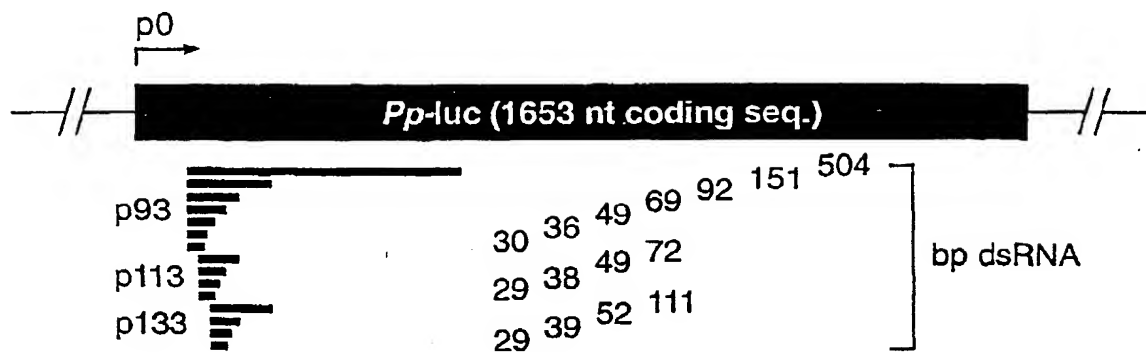 p0
Pp-luc (1653 nt coding seq.)
p93
30 36 49 69 92 151 504
p113
29 38 49 72
p133
29 39 52 111
bp dsRNA